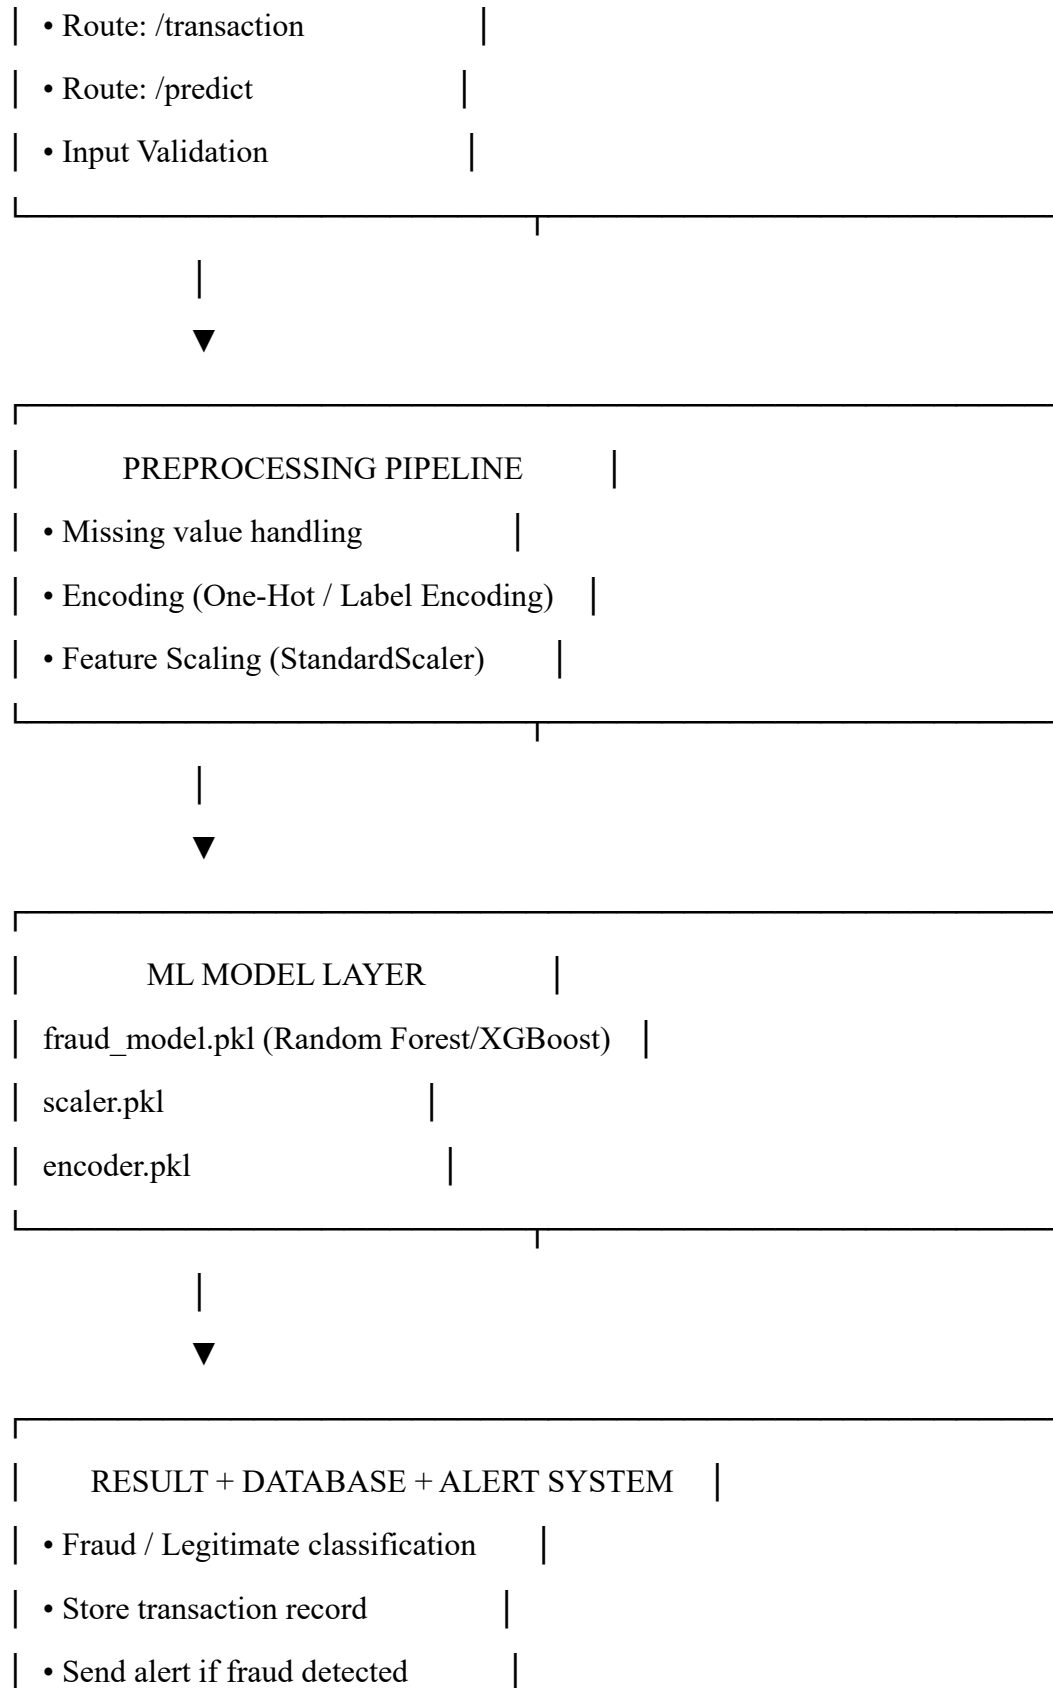 • Route: /transaction
• Route: /predict
• Input Validation
▼
PREPROCESSING PIPELINE
• Missing value handling
• Encoding (One-Hot / Label Encoding)
• Feature Scaling (StandardScaler)
▼
ML MODEL LAYER
fraud_model.pkl (Random Forest/XGBoost)
scaler.pkl
encoder.pkl
▼
RESULT + DATABASE + ALERT SYSTEM
• Fraud / Legitimate classification
• Store transaction record
• Send alert if fraud detected